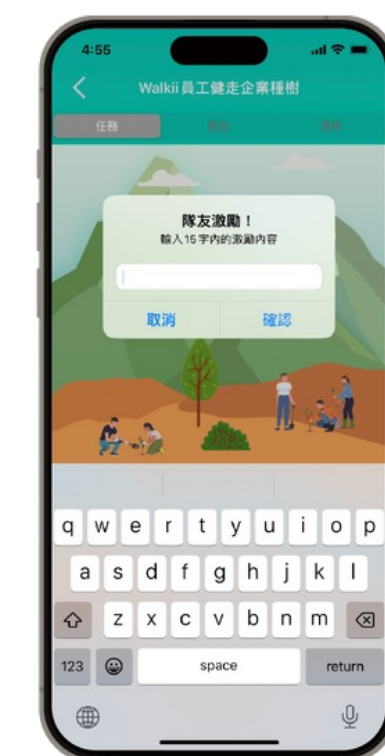 4:55
Walkii員工健走企業種樹
任務
隊友激勵！
輸入15字內的激勵內容
取消 確認
q w e r t y u i o p
a s d f g h j k l
z x c v b n m
123 space return